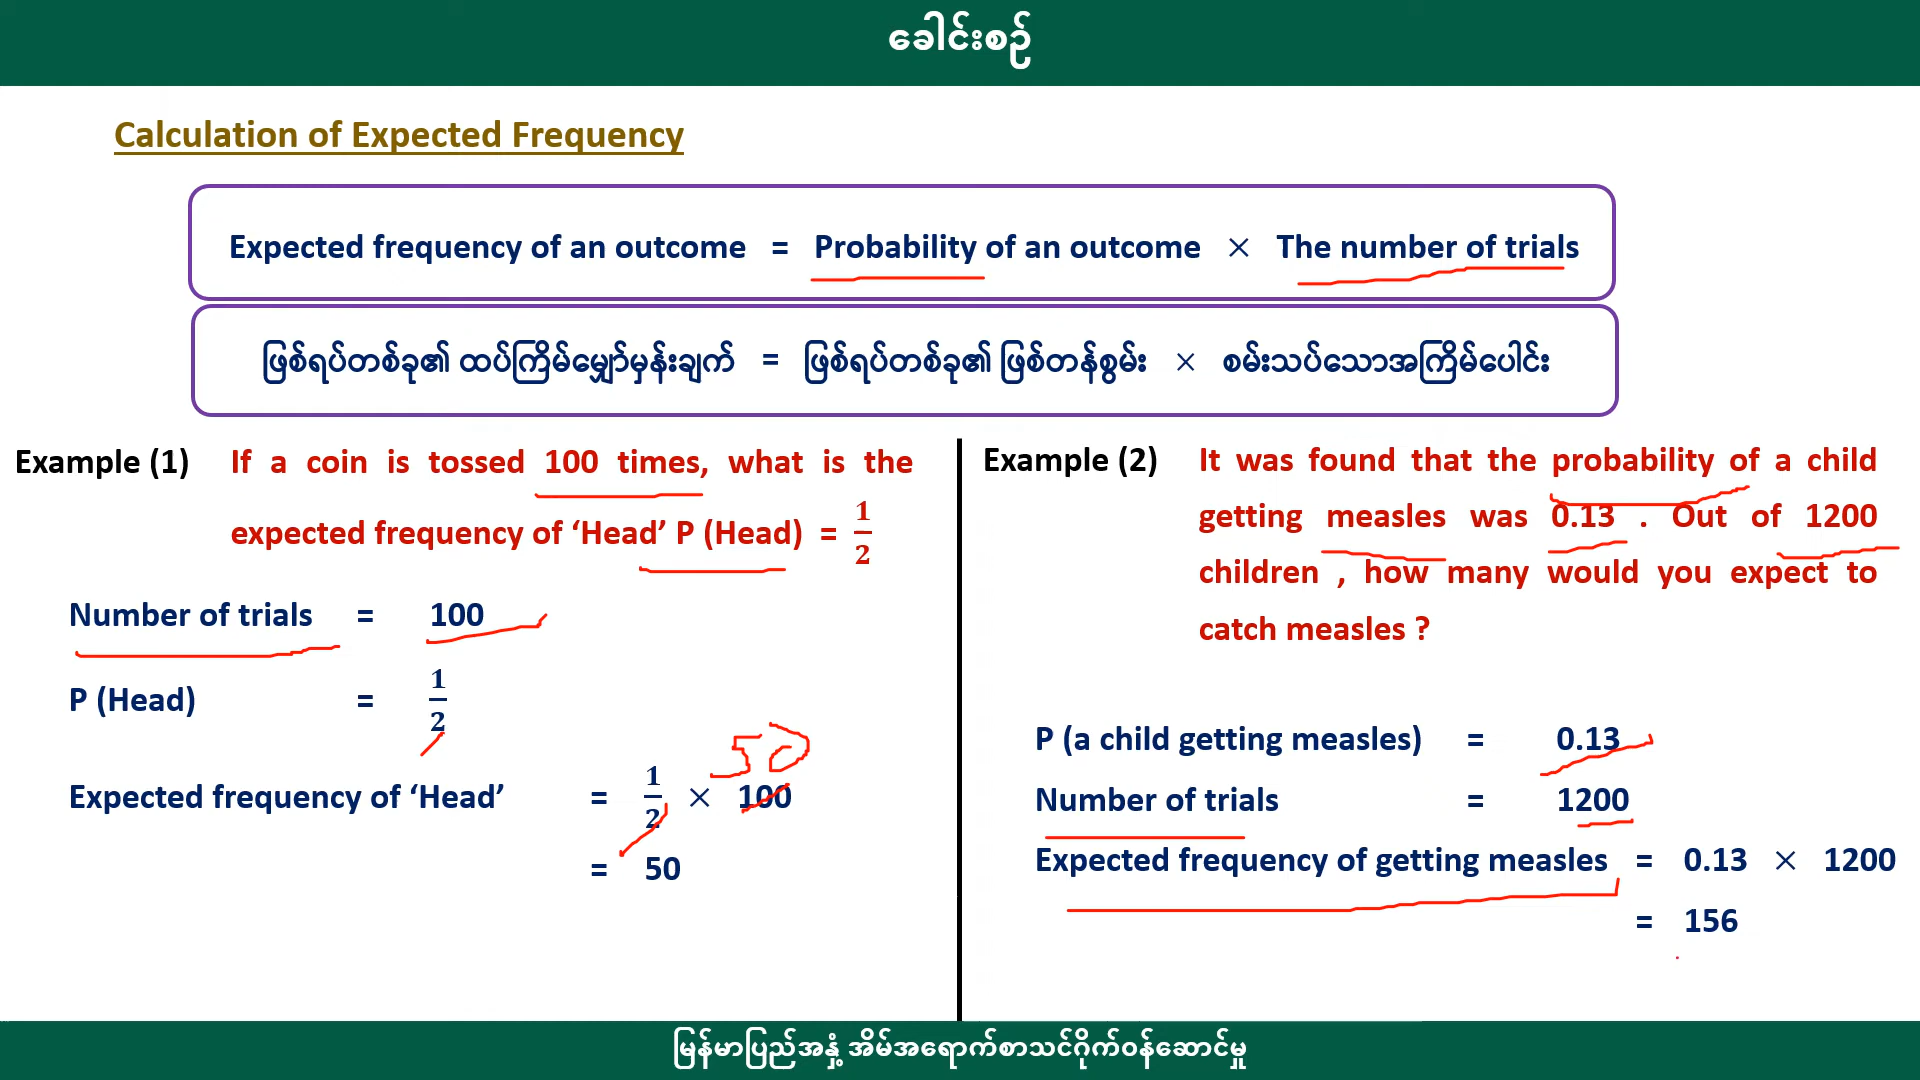 ခေါင်းစဉ်
Calculation of Expected Frequency
Expected frequency of an outcome = Probability of an outcome × The number of trials
ဖြစ်ရပ်တစ်ခု၏ ထပ်ကြိမ်မျှော်မှန်းချက် = ဖြစ်ရပ်တစ်ခု၏ ဖြစ်တန်စွမ်း × စမ်းသပ်သောအကြိမ်ပေါင်း
Example (1) If a coin is tossed 100 times, what is the
expected frequency of ‘Head’ P (Head) = 1/2
Number of trials = 100
P (Head) = 1/2
50
Expected frequency of ‘Head’ = 1/2 × 100
= 50
Example (2) It was found that the probability of a child
getting measles was 0.13 . Out of 1200
children , how many would you expect to
catch measles ?
P (a child getting measles) = 0.13
Number of trials = 1200
Expected frequency of getting measles = 0.13 × 1200
= 156
မြန်မာပြည်အနှံ့ အိမ်အရောက်စာသင်ဂိုက်ဝန်ဆောင်မှု